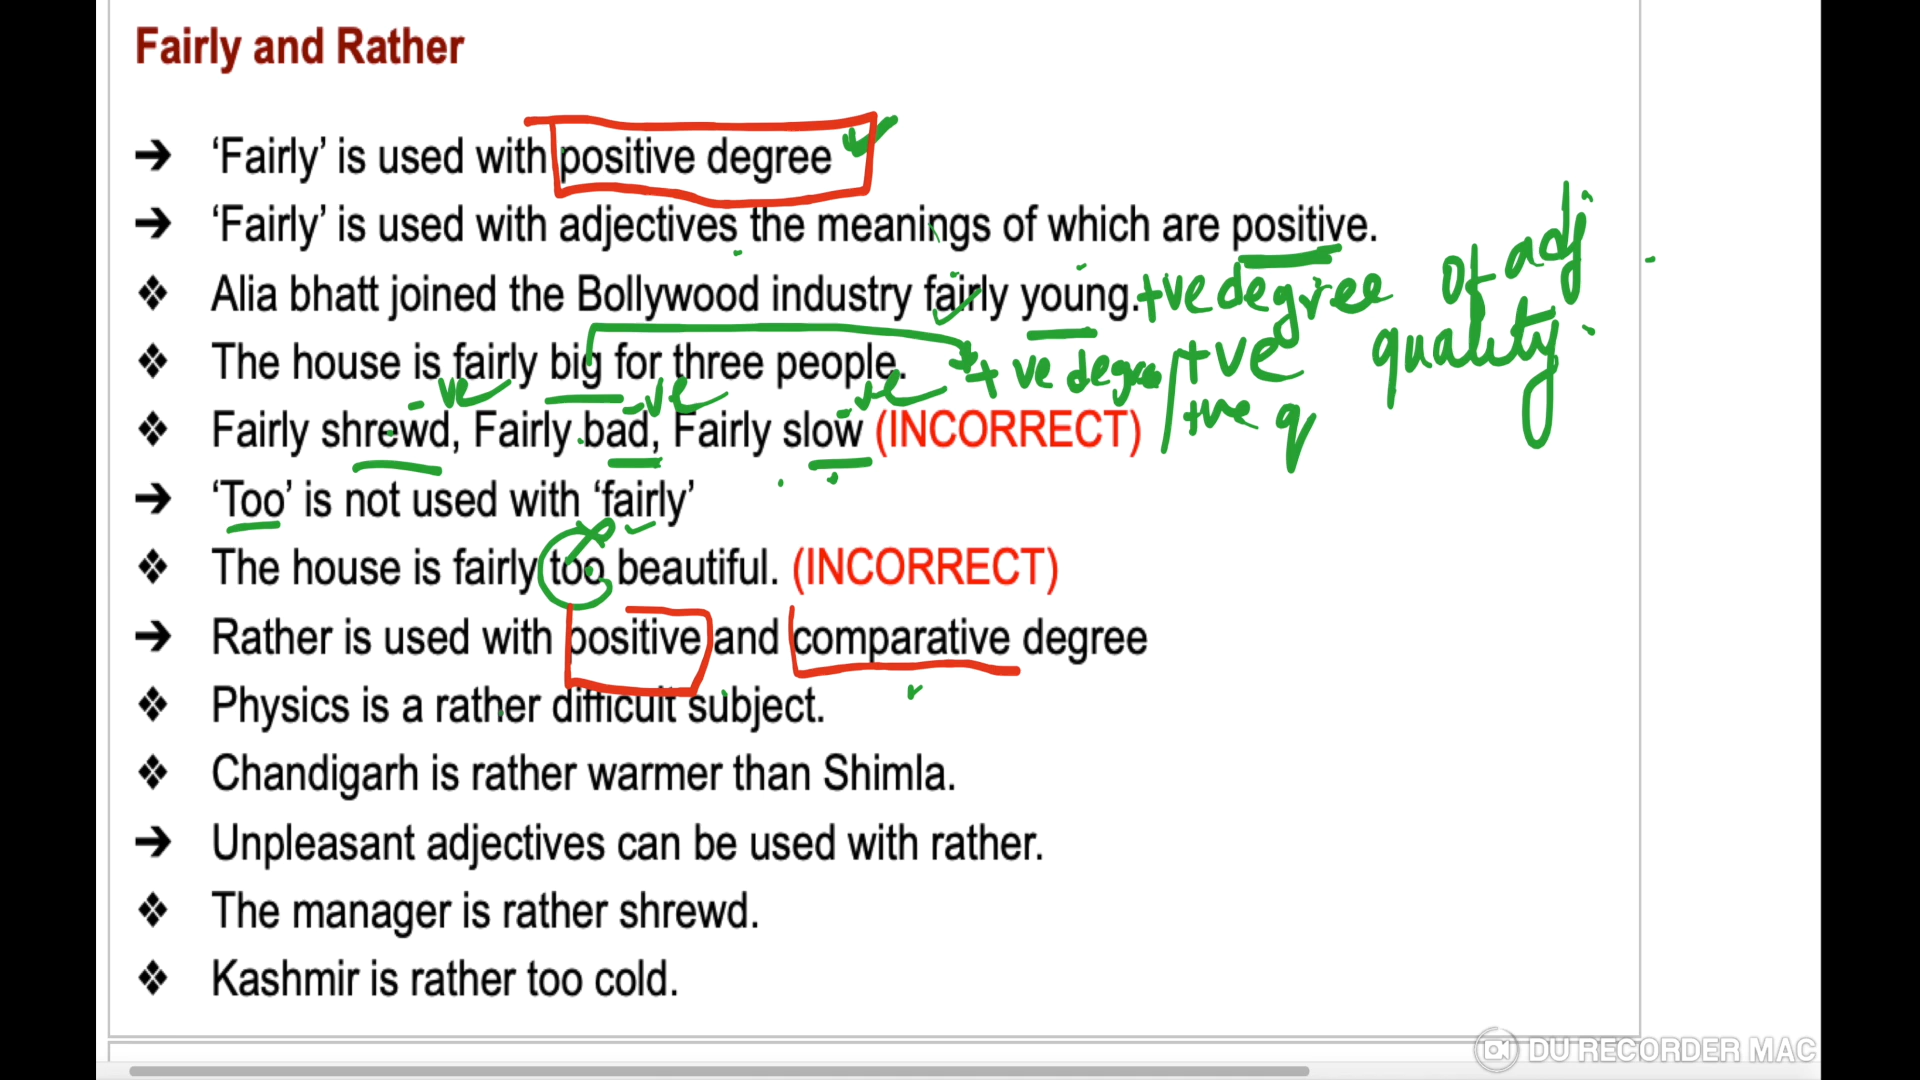 Fairly and Rather
➔ ‘Fairly’ is used with positive degree
➔ ‘Fairly’ is used with adjectives the meanings of which are positive.
❖ Alia bhatt joined the Bollywood industry fairly young. +ve degree of adj
❖ The house is fairly big for three people. + ve degree / +ve quality
-ve -ve -ve
❖ Fairly shrewd, Fairly bad, Fairly slow (INCORRECT) +ve q
➔ ‘Too’ is not used with ‘fairly’
❖ The house is fairly too beautiful. (INCORRECT)
➔ Rather is used with positive and comparative degree
❖ Physics is a rather difficult subject.
❖ Chandigarh is rather warmer than Shimla.
➔ Unpleasant adjectives can be used with rather.
❖ The manager is rather shrewd.
❖ Kashmir is rather too cold.
DU RECORDER MAC